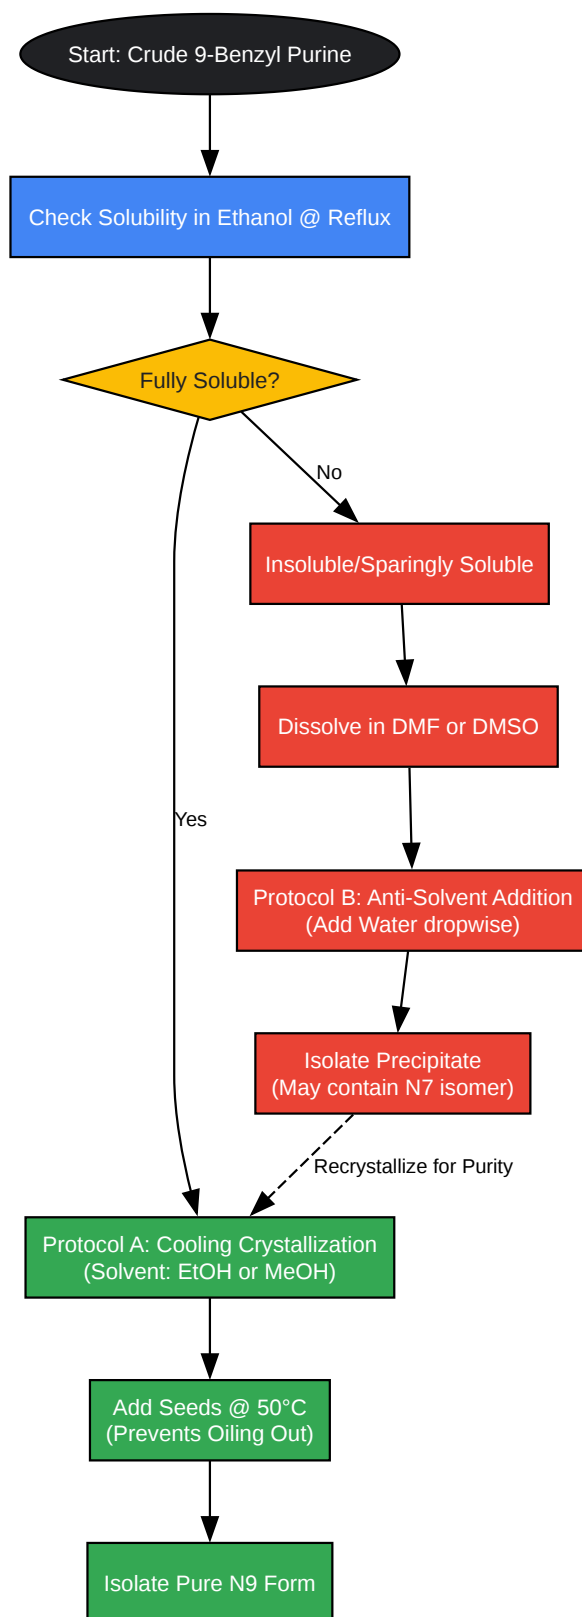 Start: Crude 9-Benzyl Purine
Check Solubility in Ethanol @ Reflux
Fully Soluble?
No
Insoluble/Sparingly Soluble
Dissolve in DMF or DMSO
Yes
Protocol B: Anti-Solvent Addition
(Add Water dropwise)
Isolate Precipitate
(May contain N7 isomer)
Recrystallize for Purity
Protocol A: Cooling Crystallization
(Solvent: EtOH or MeOH)
Add Seeds @ 50°C
(Prevents Oiling Out)
Isolate Pure N9 Form